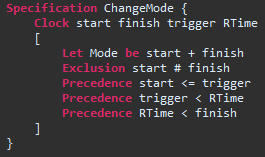 Specification ChangeMode {
    Clock start finish trigger RTime
    [
        Let Mode be start + finish
        Exclusion start # finish
        Precedence start <= trigger
        Precedence trigger < RTime
        Precedence RTime < finish
    ]
}